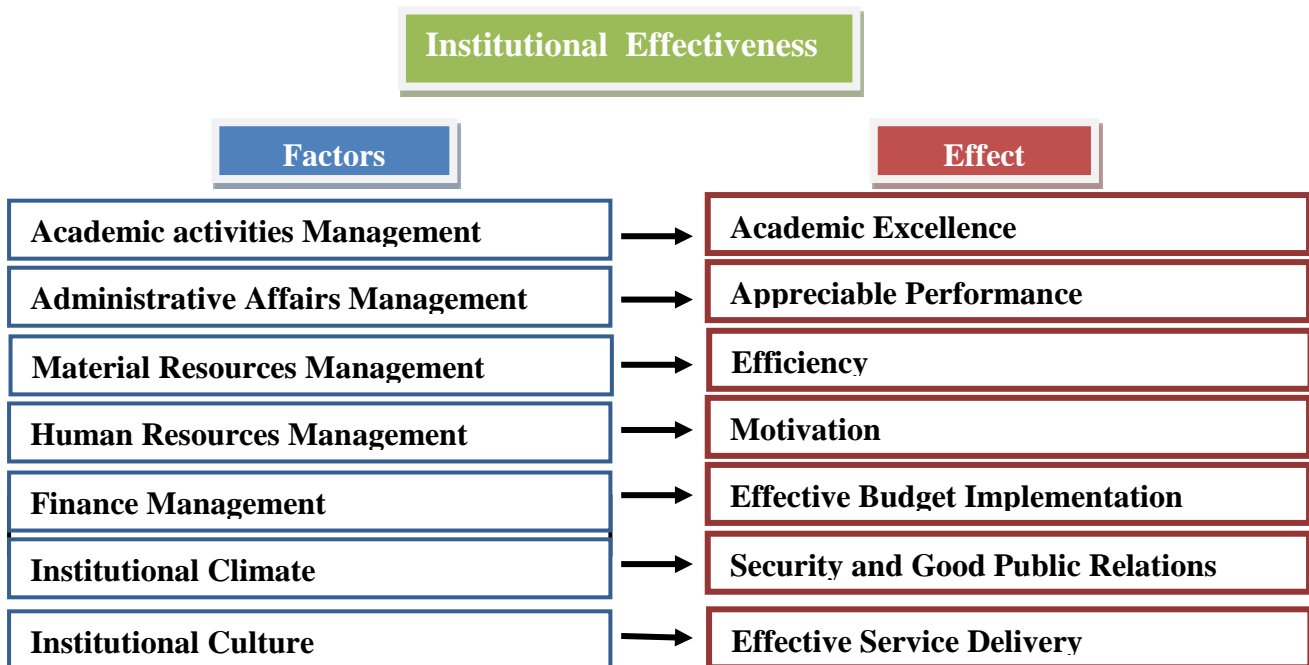 Institutional Effectiveness
Factors
Effect
Academic activities Management
Academic Excellence
Administrative Affairs Management
Appreciable Performance
Material Resources Management
Efficiency
Human Resources Management
Motivation
Finance Management
Effective Budget Implementation
Institutional Climate
Security and Good Public Relations
Institutional Culture
Effective Service Delivery